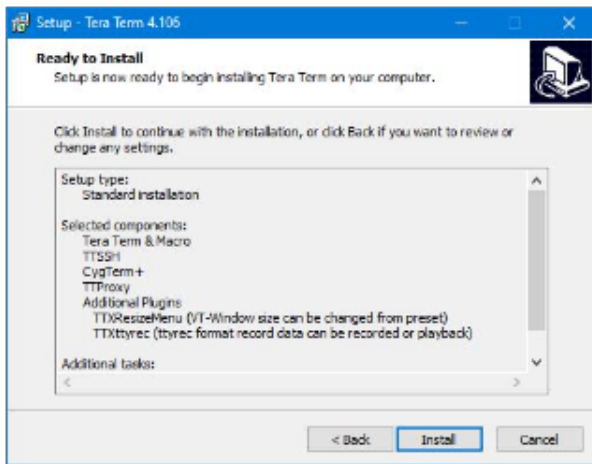 Setup - Tera Term 4.106
Ready to Install
Setup is now ready to begin installing Tera Term on your computer.
Click Install to continue with the installation, or click Back if you want to review or
change any settings.
Setup type:
Standard installation
Selected components:
Tera Term & Macro
TTSSH
CygTerm+
TTProxy
Additional Plugins
TTXResizeMenu (VT-Window size can be changed from preset)
TTXttyrec (ttyrec format record data can be recorded or playback)
Additional tasks:
< Back
Install
Cancel